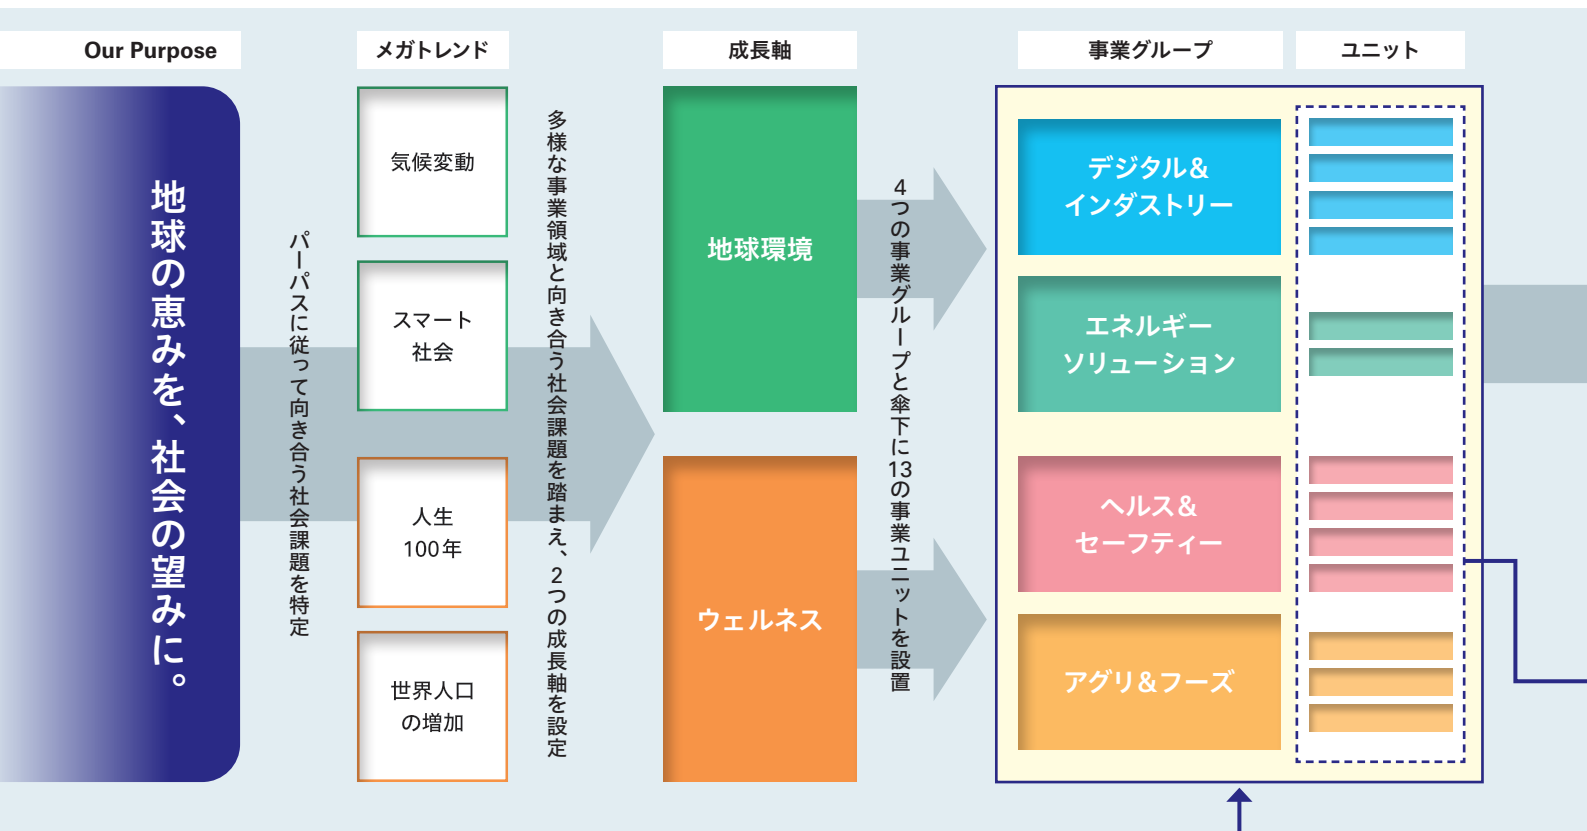 Our Purpose
地球の恵みを、社会の望みに。
パーパスに従って向き合う社会課題を特定
メガトレンド
気候変動
スマート
社会
人生
100年
世界人口
の増加
多様な事業領域と向き合う社会課題を踏まえ、2つの成長軸を設定
成長軸
地球環境
ウェルネス
4つの事業グループと傘下に13の事業ユニットを設置
事業グループ
デジタル&
インダストリー
エネルギー
ソリューション
ヘルス&
セーフティー
アグリ&フーズ
ユニット